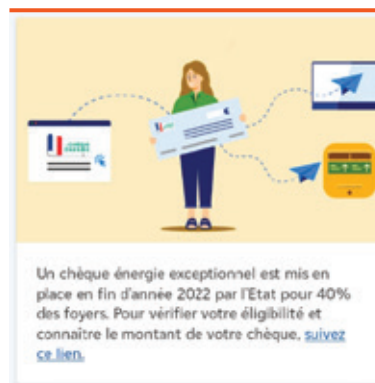 Un chèque énergie exceptionnel est mis en
place en fin d'année 2022 par l'Etat pour 40%
des foyers. Pour vérifier votre éligibilité et
connaître le montant de votre chèque, suivez
ce lien.